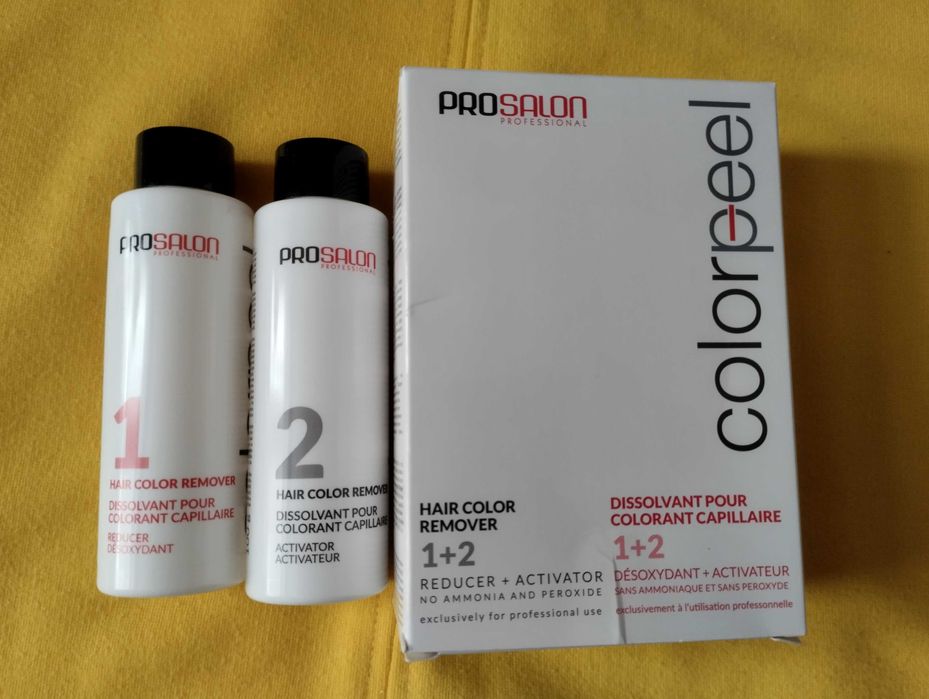 PROSALON
PROFESSIONAL
1
HAIR COLOR REMOVER
DISSOLVANT POUR
COLORANT CAPILLAIRE
REDUCER
DÉSOXYDANT
PROSALON
PROFESSIONAL
2
HAIR COLOR REMOVER
DISSOLVANT POUR
COLORANT CAPILLAIRE
ACTIVATOR
ACTIVATEUR
PROSALON
PROFESSIONAL
colorpeel
HAIR COLOR
REMOVER
1+2
REDUCER + ACTIVATOR
NO AMMONIA AND PEROXIDE
exclusively for professional use
DISSOLVANT POUR
COLORANT CAPILLAIRE
1+2
DÉSOXYDANT + ACTIVATEUR
SANS AMMONIAQUE ET SANS PEROXYDE
exclusivement à l'utilisation professonnelle